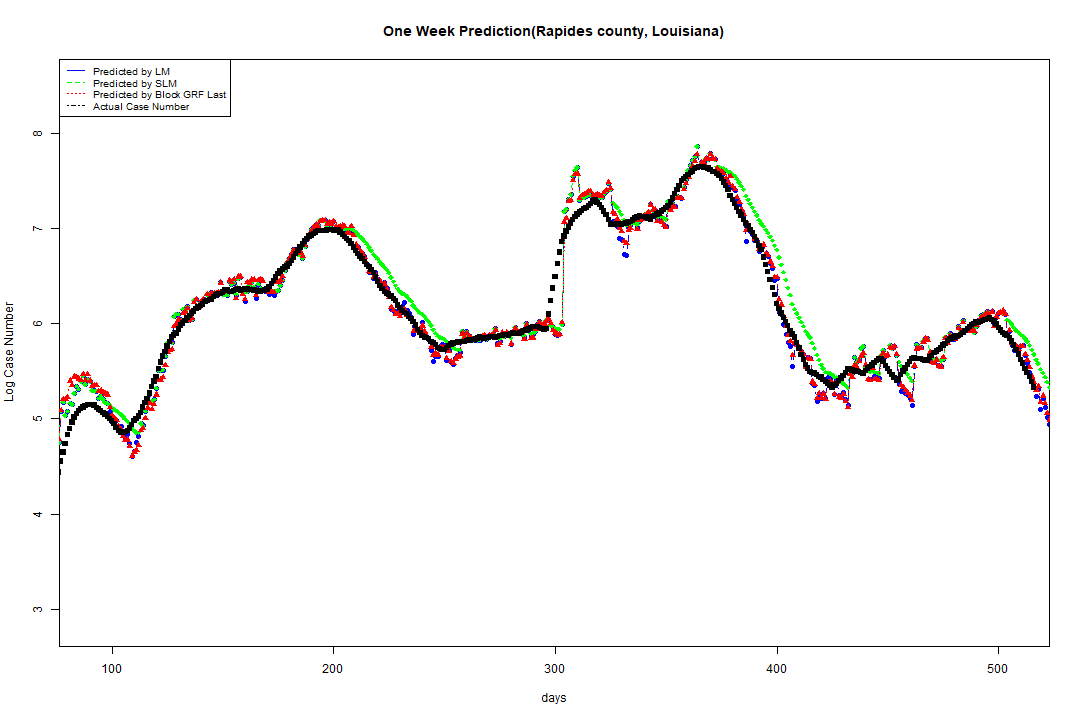 One Week Prediction(Rapides county, Louisiana)
Predicted by LM
Predicted by SLM
Predicted by Block GRF Last
Actual Case Number
8
7
6
5
4
3
Log Case Number
100 200 300 400 500
days